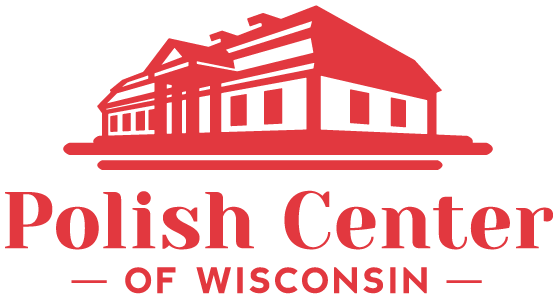 Polish Center
— OF WISCONSIN —